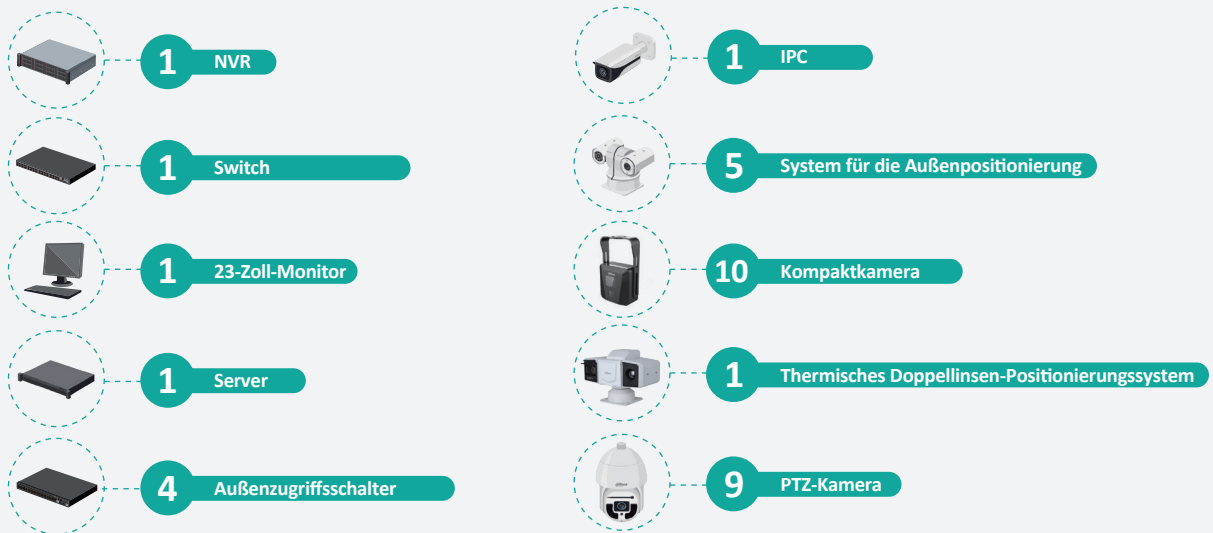 1 NVR
1 Switch
1 23-Zoll-Monitor
1 Server
4 Außenzugriffsschalter
1 IPC
5 System für die Außenpositionierung
10 Kompaktkamera
1 Thermisches Doppellinsen-Positionierungssystem
9 PTZ-Kamera